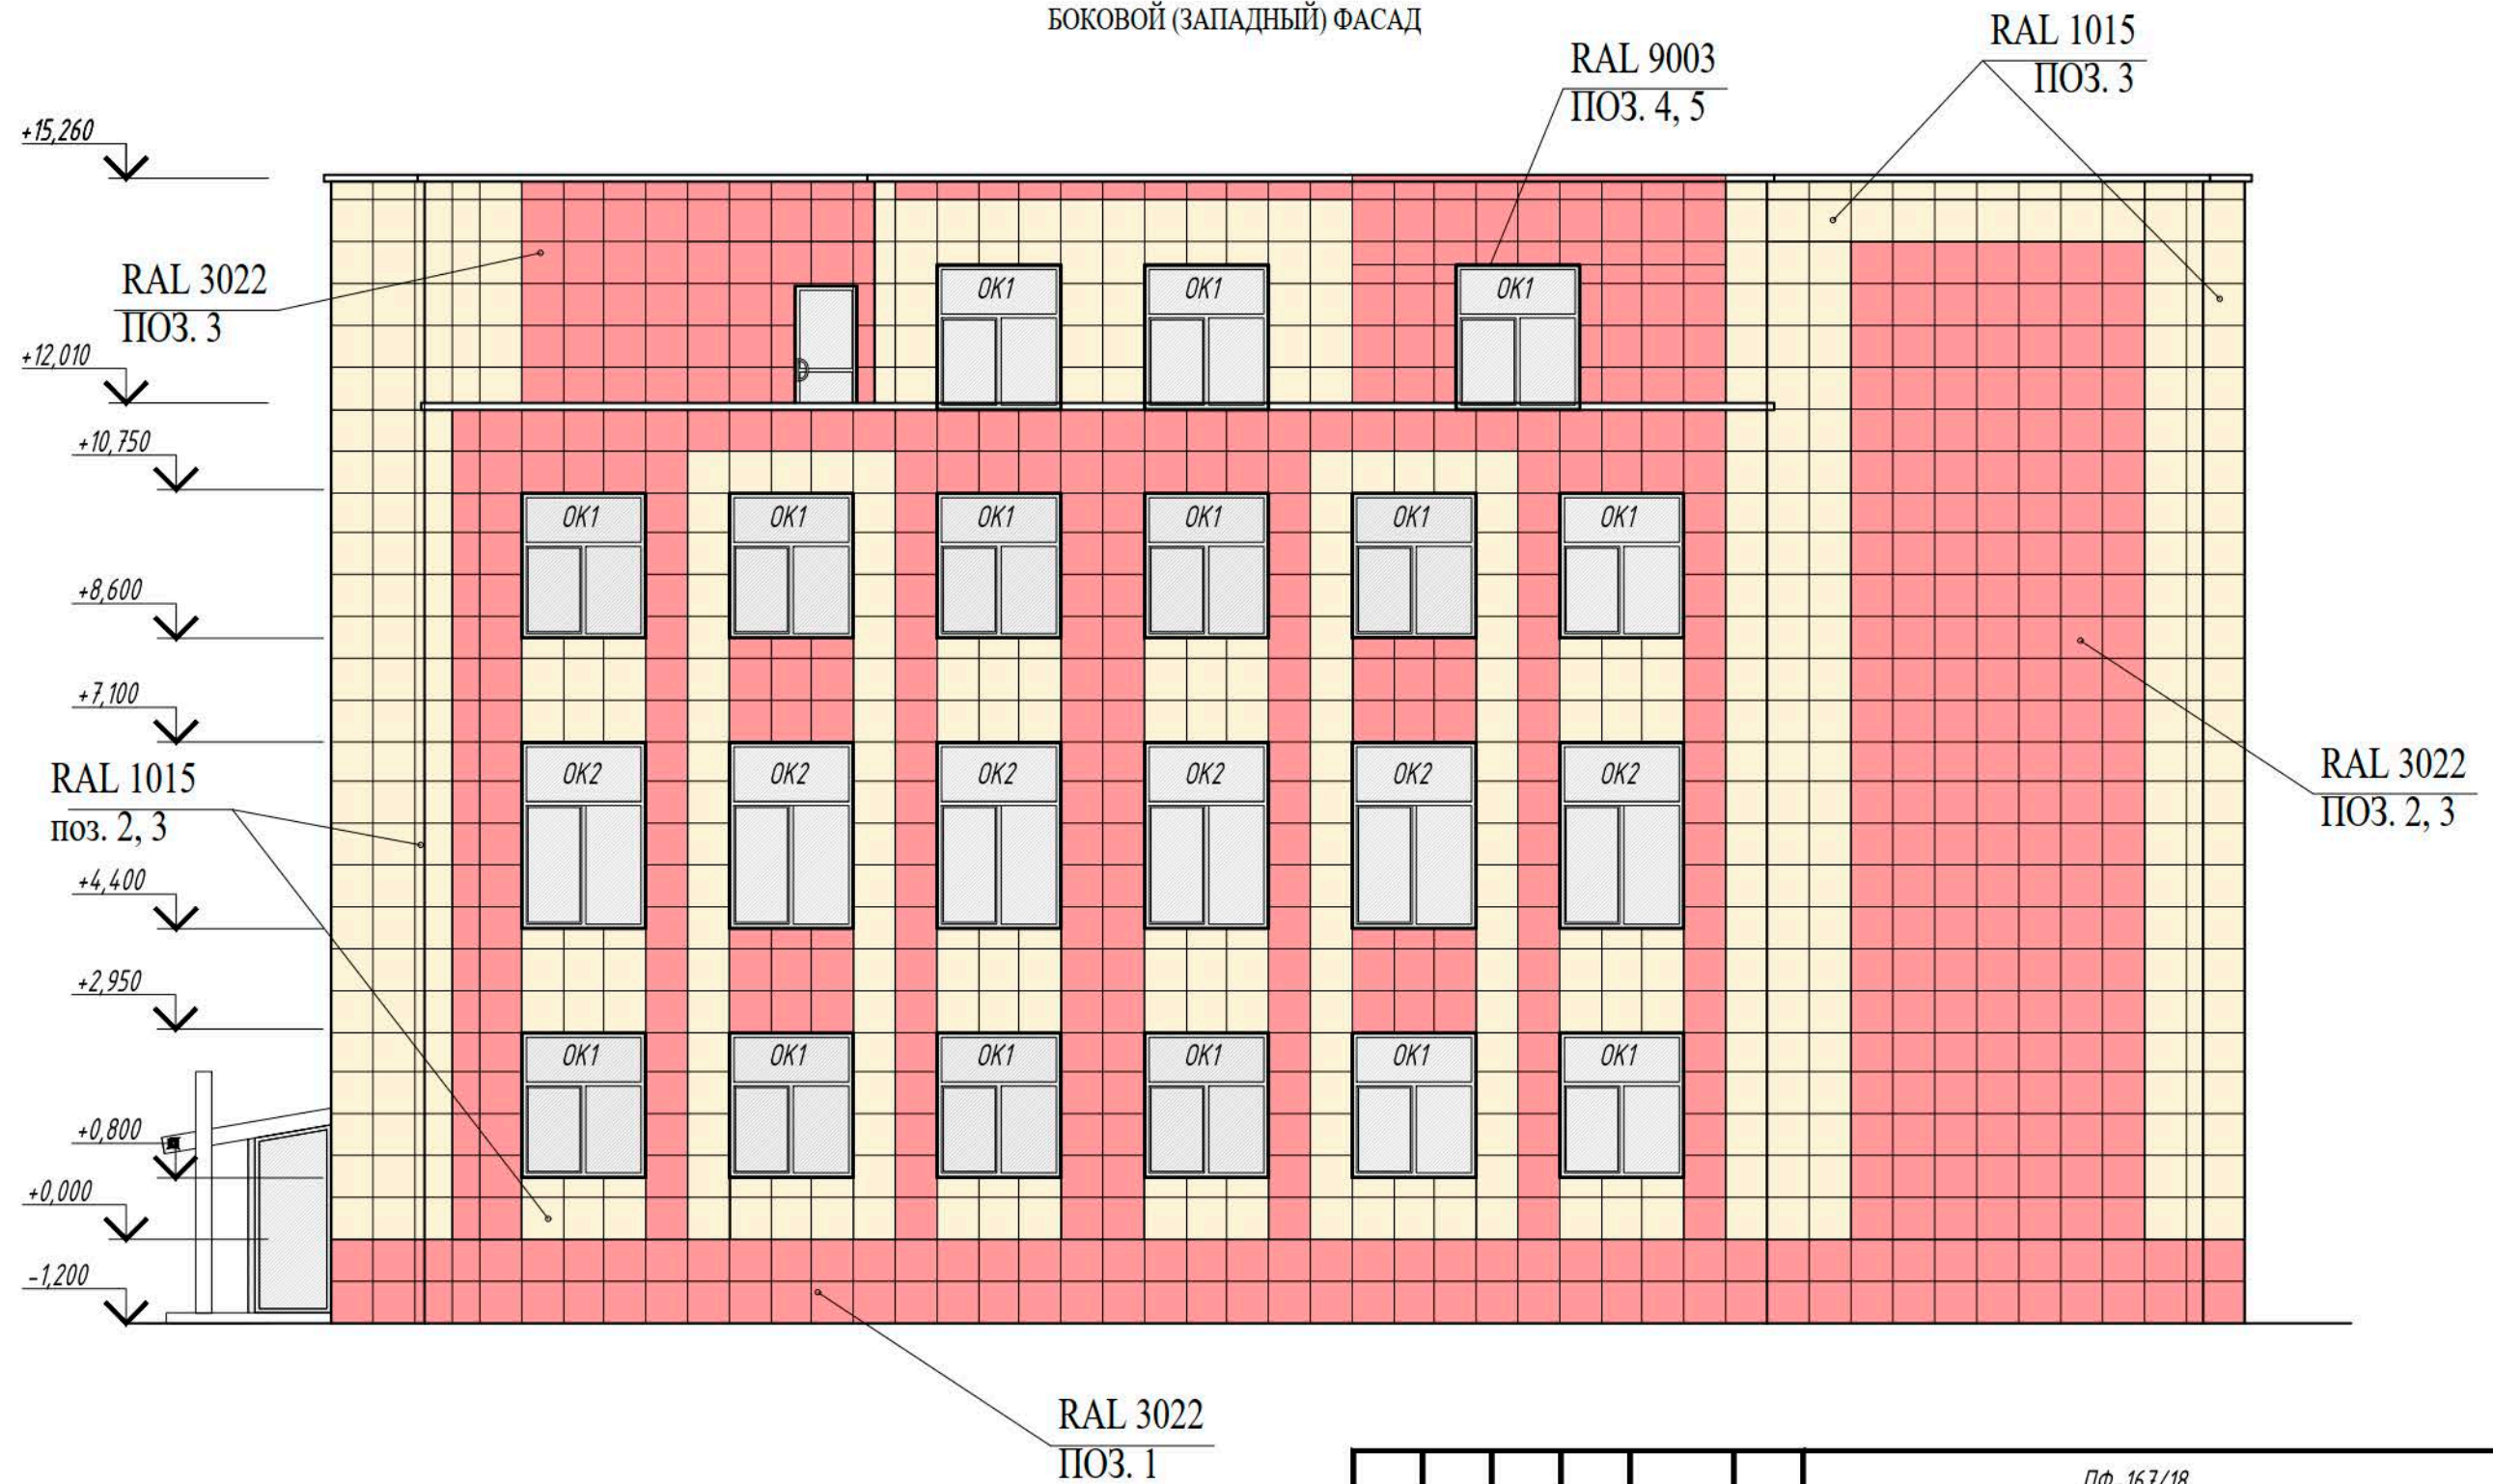 БОКОВОЙ (ЗАПАДНЫЙ) ФАСАД
RAL 1015
ПОЗ. 3
RAL 9003
ПОЗ. 4, 5
+15,260
RAL 3022
ПОЗ. 3
+12,010
ОК1 ОК1 ОК1
+10,750
ОК1 ОК1 ОК1 ОК1 ОК1 ОК1
+8,600
+7,100
RAL 1015
поз. 2, 3
ОК2 ОК2 ОК2 ОК2 ОК2 ОК2
RAL 3022
ПОЗ. 2, 3
+4,400
+2,950
ОК1 ОК1 ОК1 ОК1 ОК1 ОК1
+0,800
+0,000
-1,200
RAL 3022
ПОЗ. 1
ПФ -167/18